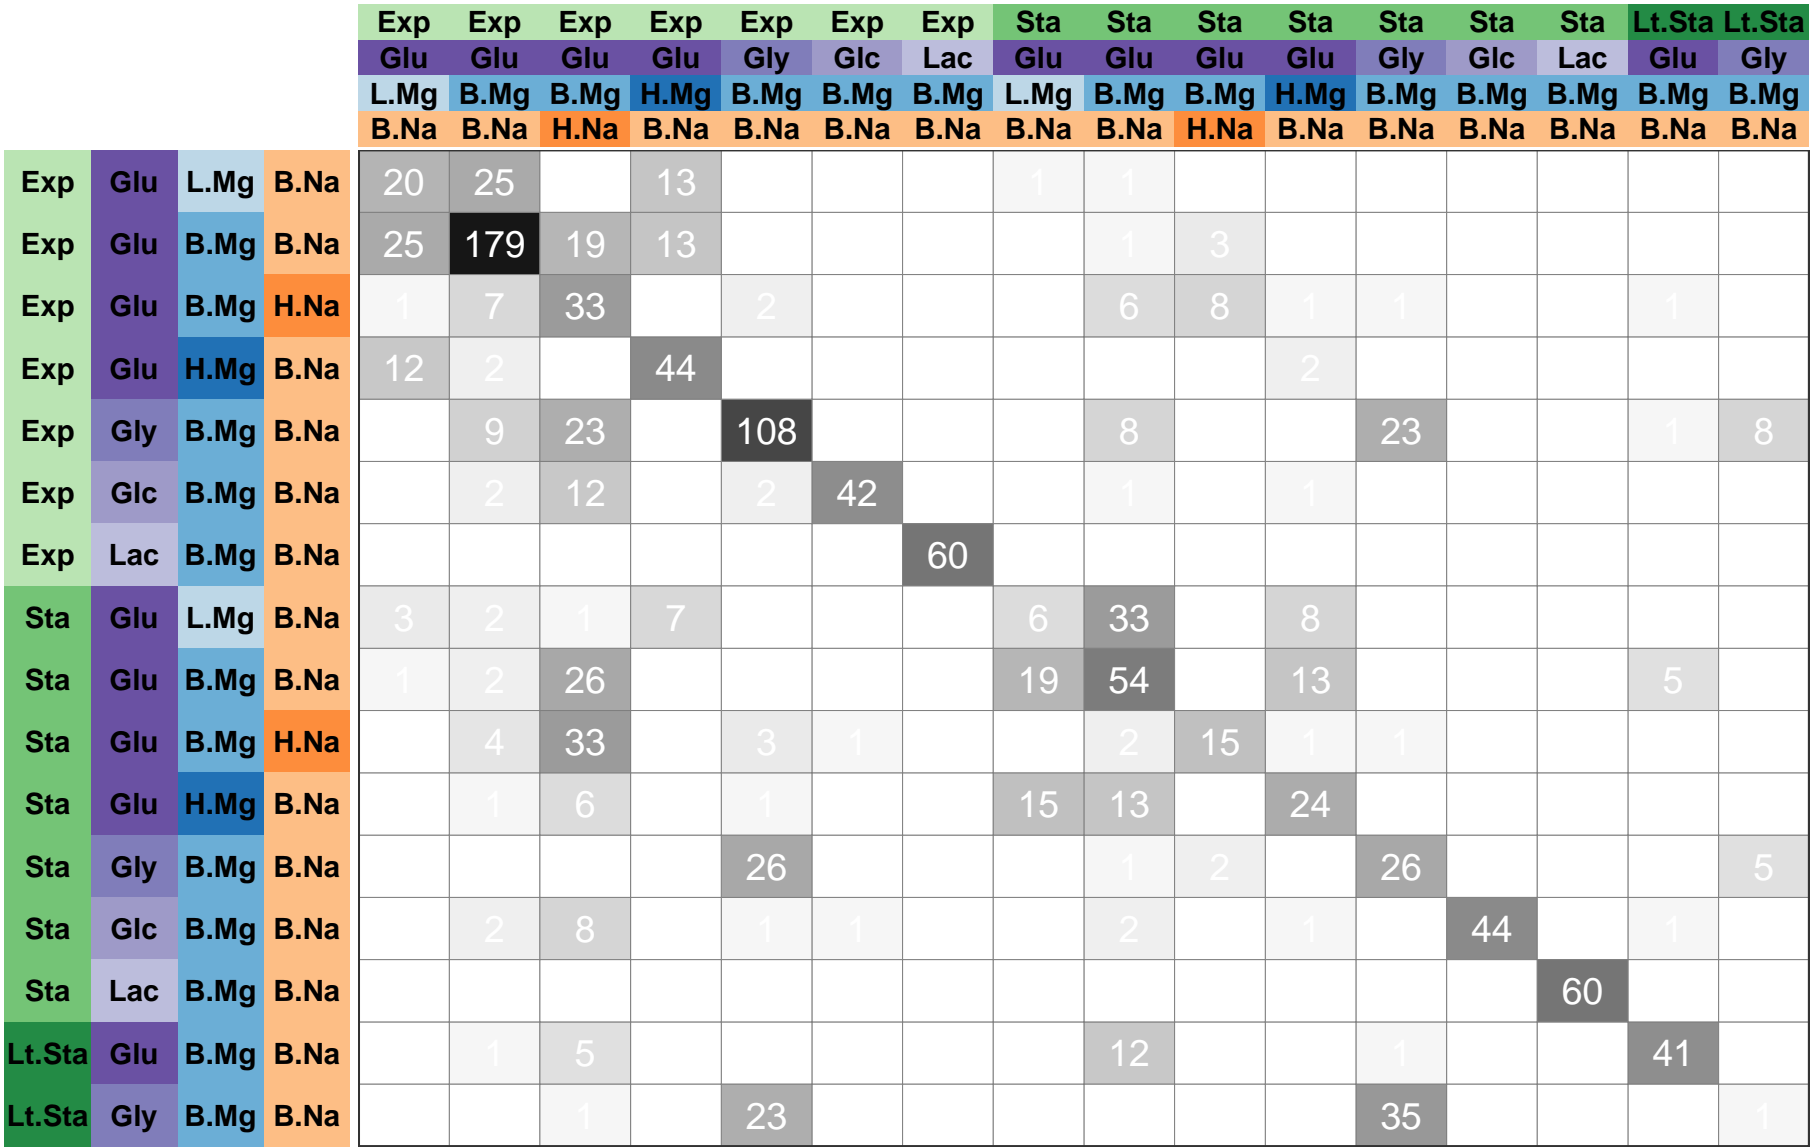 Exp Exp Exp Exp Exp Exp Exp Sta Sta Sta Sta Sta Sta Sta Lt.Sta Lt.Sta
Glu Glu Glu Glu Gly Glc Lac Glu Glu Glu Glu Gly Glc Lac Glu Gly
L.Mg B.Mg B.Mg H.Mg B.Mg B.Mg B.Mg L.Mg B.Mg B.Mg H.Mg B.Mg B.Mg B.Mg B.Mg B.Mg
B.Na B.Na H.Na B.Na B.Na B.Na B.Na B.Na B.Na H.Na B.Na B.Na B.Na B.Na B.Na B.Na
Exp Glu L.Mg B.Na 20 25 13 1 1
Exp Glu B.Mg B.Na 25 179 19 13 1 3
Exp Glu B.Mg H.Na 1 7 33 2 6 8 1 1 1
Exp Glu H.Mg B.Na 12 2 44 2
Exp Gly B.Mg B.Na 9 23 108 8 23 1 8
Exp Glc B.Mg B.Na 2 12 2 42 1 1
Exp Lac B.Mg B.Na 60
Sta Glu L.Mg B.Na 3 2 1 7 6 33 8
Sta Glu B.Mg B.Na 1 2 26 19 54 13 5
Sta Glu B.Mg H.Na 4 33 3 1 2 15 1 1
Sta Glu H.Mg B.Na 1 6 1 15 13 24
Sta Gly B.Mg B.Na 26 1 2 26 5
Sta Glc B.Mg B.Na 2 8 1 1 2 1 44 1
Sta Lac B.Mg B.Na 60
Lt.Sta Glu B.Mg B.Na 1 5 12 1 41
Lt.Sta Gly B.Mg B.Na 1 23 35 1